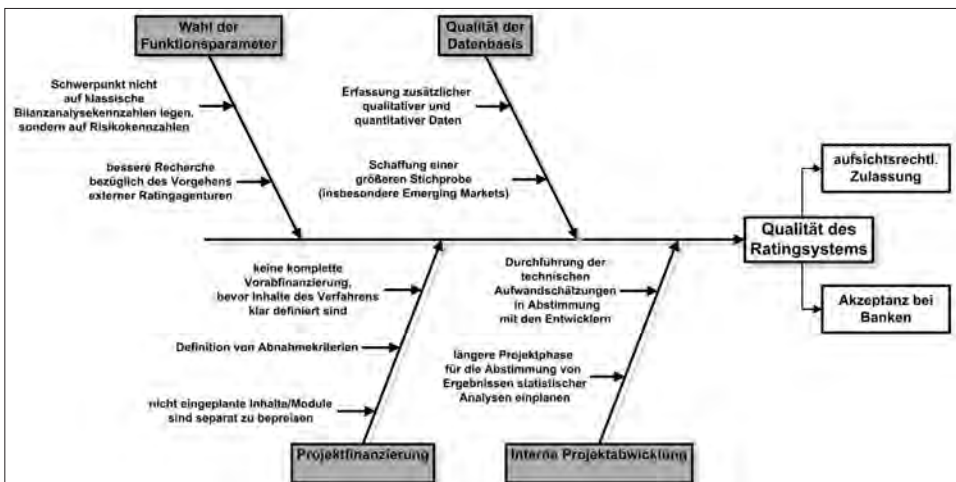 Wahl der
Funktionsparameter
Qualität der
Datenbasis
Schwerpunkt nicht
auf klassische
Bilanzanalysekennzahlen legen,
sondern auf Risikokennzahlen
bessere Recherche
bezüglich des Vorgehens
externer Ratingagenturen
Erfassung zusätzlicher
qualitativer und
quantitativer Daten
Schaffung einer
größeren Stichprobe
(insbesondere Emerging Markets)
aufsichtsrechtl.
Zulassung
Qualität des
Ratingsystems
Akzeptanz bei
Banken
keine komplette
Vorabfinanzierung,
bevor Inhalte des Verfahrens
klar definiert sind
Definition von Abnahmekriterien
nicht eingeplante Inhalte/Module
sind separat zu bepreisen
Durchführung der
technischen
Aufwandschätzungen
in Abstimmung
mit den Entwicklern
längere Projektphase
für die Abstimmung von
Ergebnissen statistischer
Analysen einplanen
Projektfinanzierung
Interne Projektabwicklung